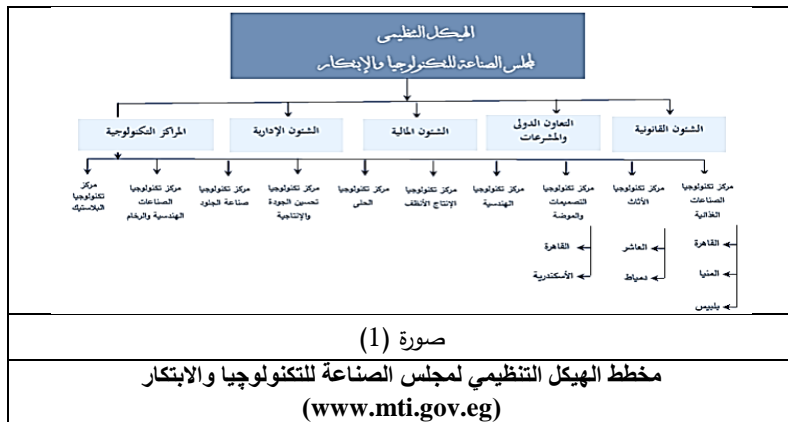 الهيكل التنظيمى
لمجلس الصناعة للتكنولوجيا والإبتكار
الشئون القانونية
التعاون الدولى
والمشرعات
الشئون المالية
الشئون الإدارية
المراكز التكنولوجية
مركز تكنولوجيا
الصناعات
الغذائية
مركز تكنولوجيا
الأثاث
مركز تكنولوجيا
التصميمات
والموضة
مركز تكنولوجيا
الهندسية
مركز تكنولوجيا
الإنتاج الأنظف
مركز تكنولوجيا
الحلى
مركز تكنولوجيا
تحسين الجودة
والإنتاجية
مركز تكنولوجيا
صناعة الجلود
مركز تكنولوجيا
الصناعات
الهندسية والرخام
مركز
تكنولوجيا
البلاستيك
القاهرة
المنيا
بلبيس
العاشر
دمياط
القاهرة
الأسكندرية
صورة (1)
مخطط الهيكل التنظيمي لمجلس الصناعة للتكنولوچيا والابتكار
(www.mti.gov.eg)